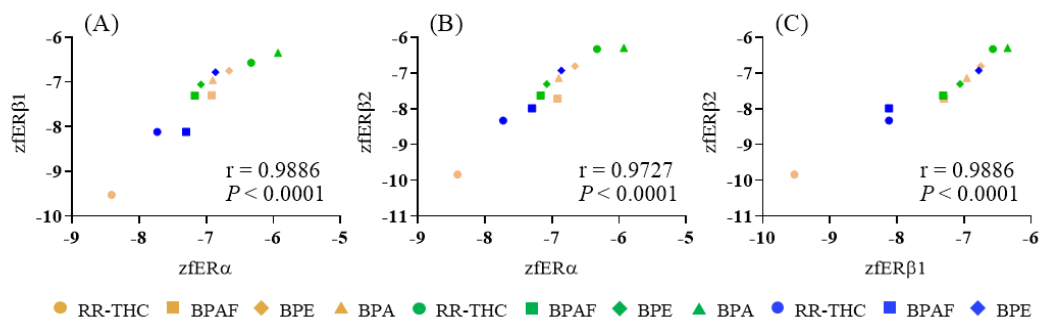 (A)
(B)
(C)
-6
-7
-8
-9
-10
zfERβ1
r = 0.9886
P < 0.0001
-9 -8 -7 -6 -5
zfERα
-6
-7
-8
-9
-10
-11
zfERβ2
r = 0.9727
P < 0.0001
-9 -8 -7 -6 -5
zfERα
-6
-7
-8
-9
-10
-11
zfERβ2
r = 0.9886
P < 0.0001
-10 -9 -8 -7 -6
zfERβ1
RR-THC BPAF BPE BPA RR-THC BPAF BPE BPA RR-THC BPAF BPE